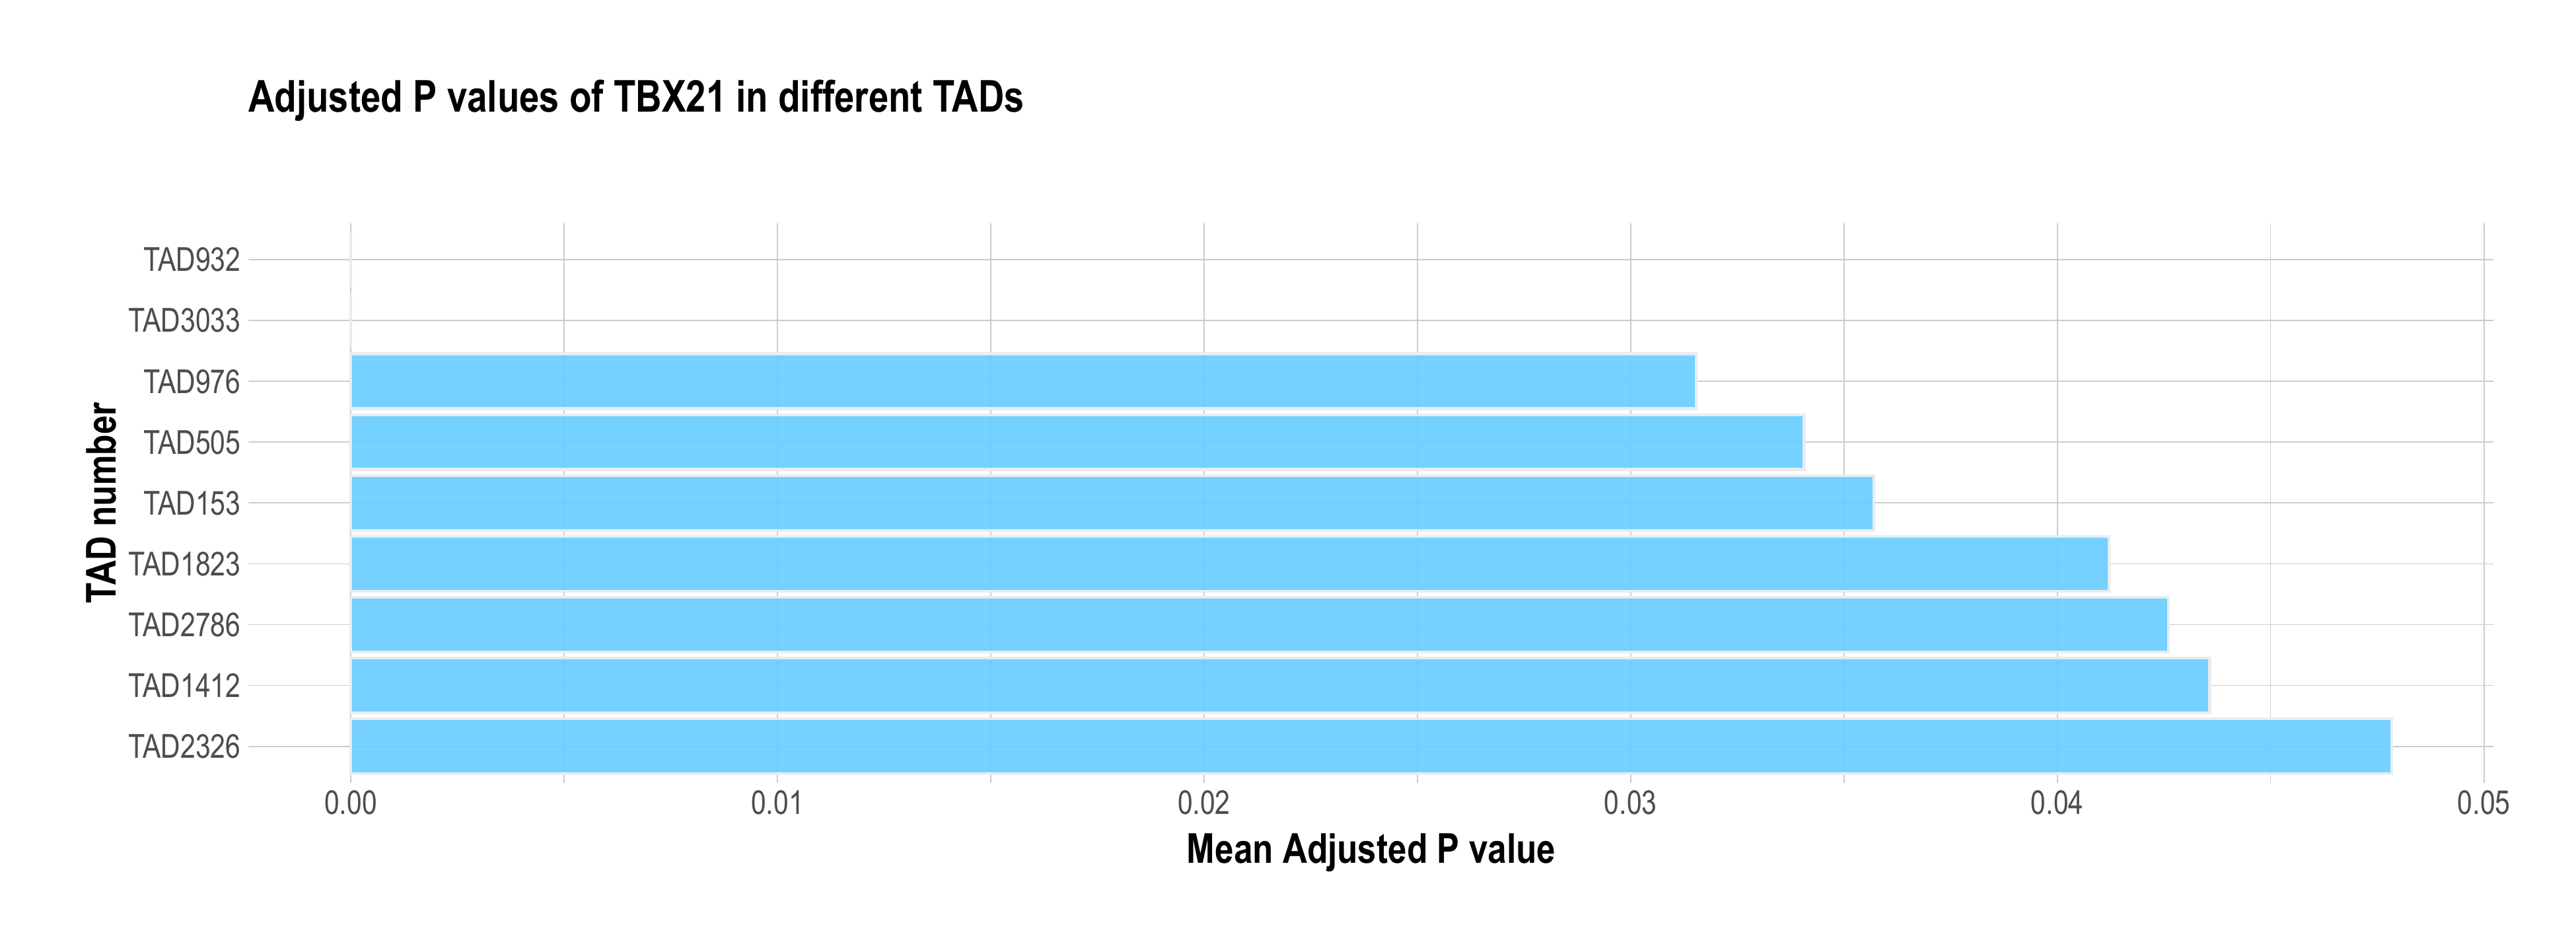 Adjusted P values of TBX21 in different TADs
TAD number
TAD932
TAD3033
TAD976
TAD505
TAD153
TAD1823
TAD2786
TAD1412
TAD2326
0.00 0.01 0.02 0.03 0.04 0.05
Mean Adjusted P value